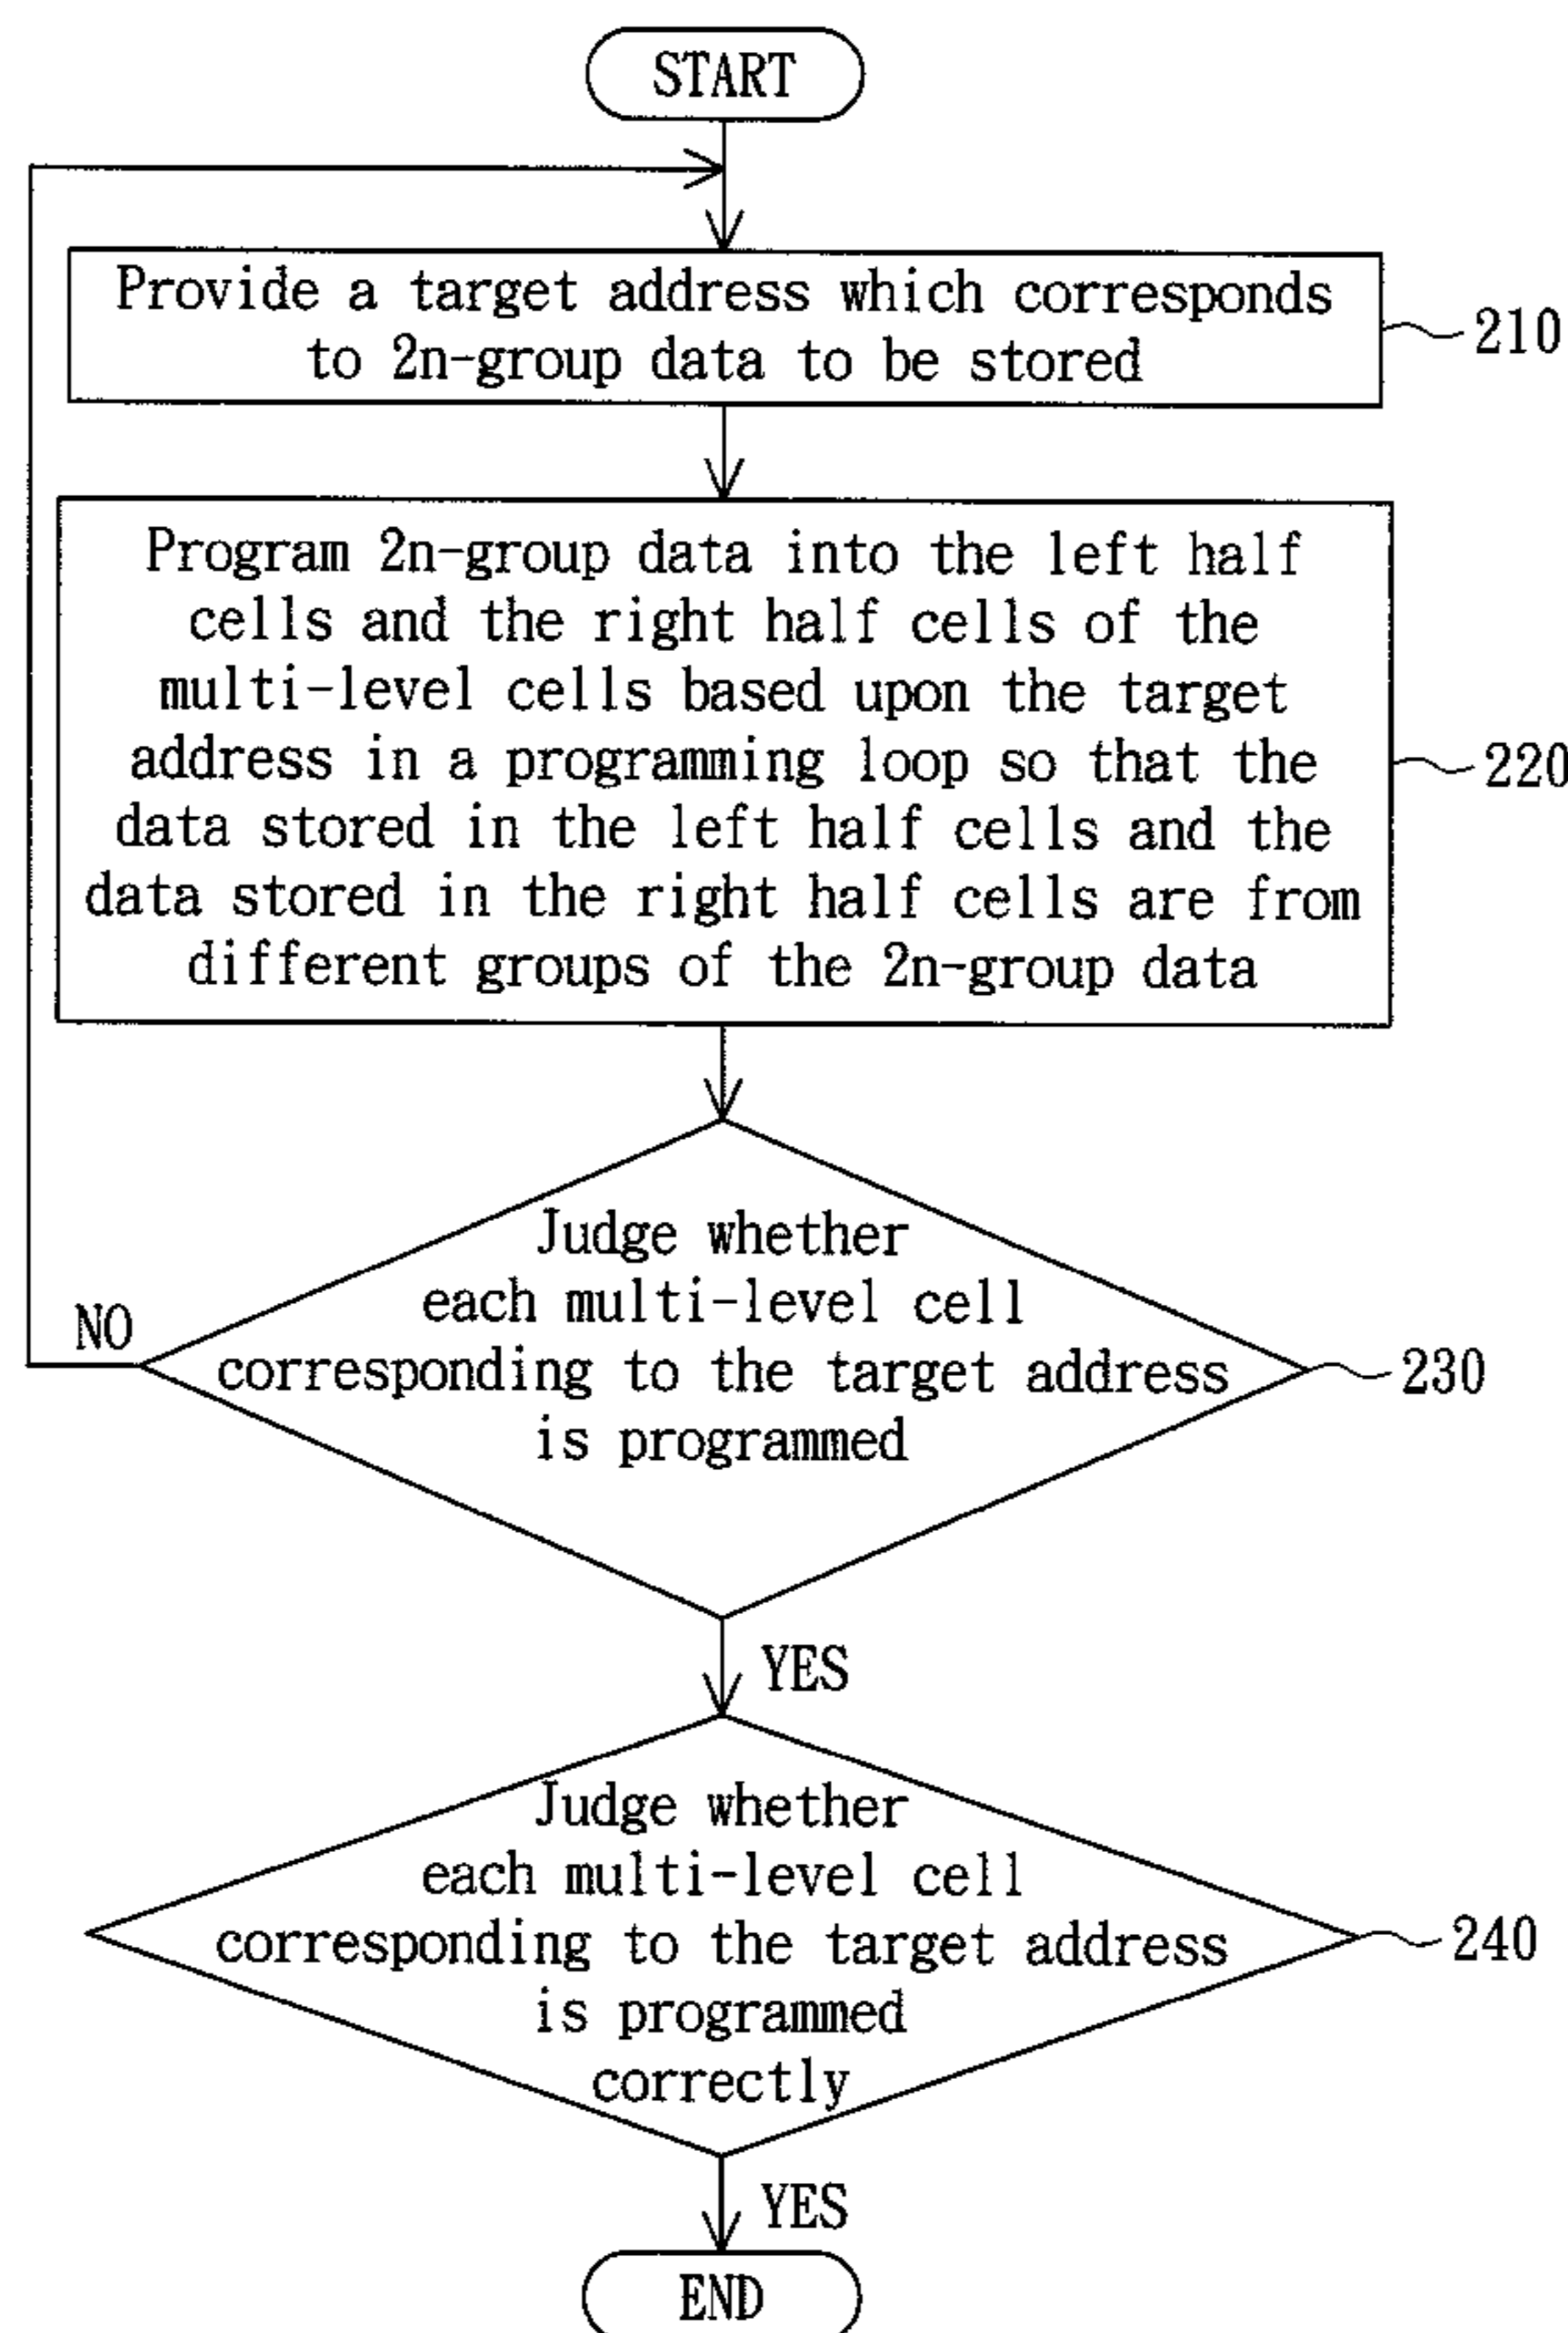 START
Provide a target address which corresponds
to 2n-group data to be stored
210
Program 2n-group data into the left half
cells and the right half cells of the
multi-level cells based upon the target
address in a programming loop so that the
data stored in the left half cells and the
data stored in the right half cells are from
different groups of the 2n-group data
220
Judge whether
each multi-level cell
corresponding to the target address
is programmed
230
NO
YES
Judge whether
each multi-level cell
corresponding to the target address
is programmed
correctly
240
YES
END